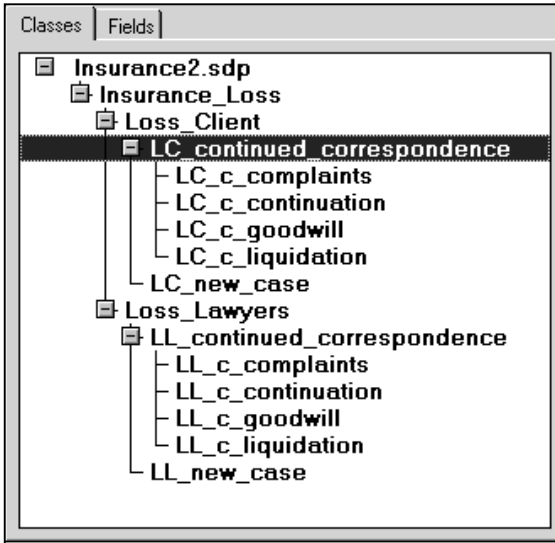 Classes Fields
Insurance2.sdp
Insurance_Loss
Loss_Client
LC_continued_correspondence
LC_c_complaints
LC_c_continuation
LC_c_goodwill
LC_c_liquidation
LC_new_case
Loss_Lawyers
LL_continued_correspondence
LL_c_complaints
LL_c_continuation
LL_c_goodwill
LL_c_liquidation
LL_new_case